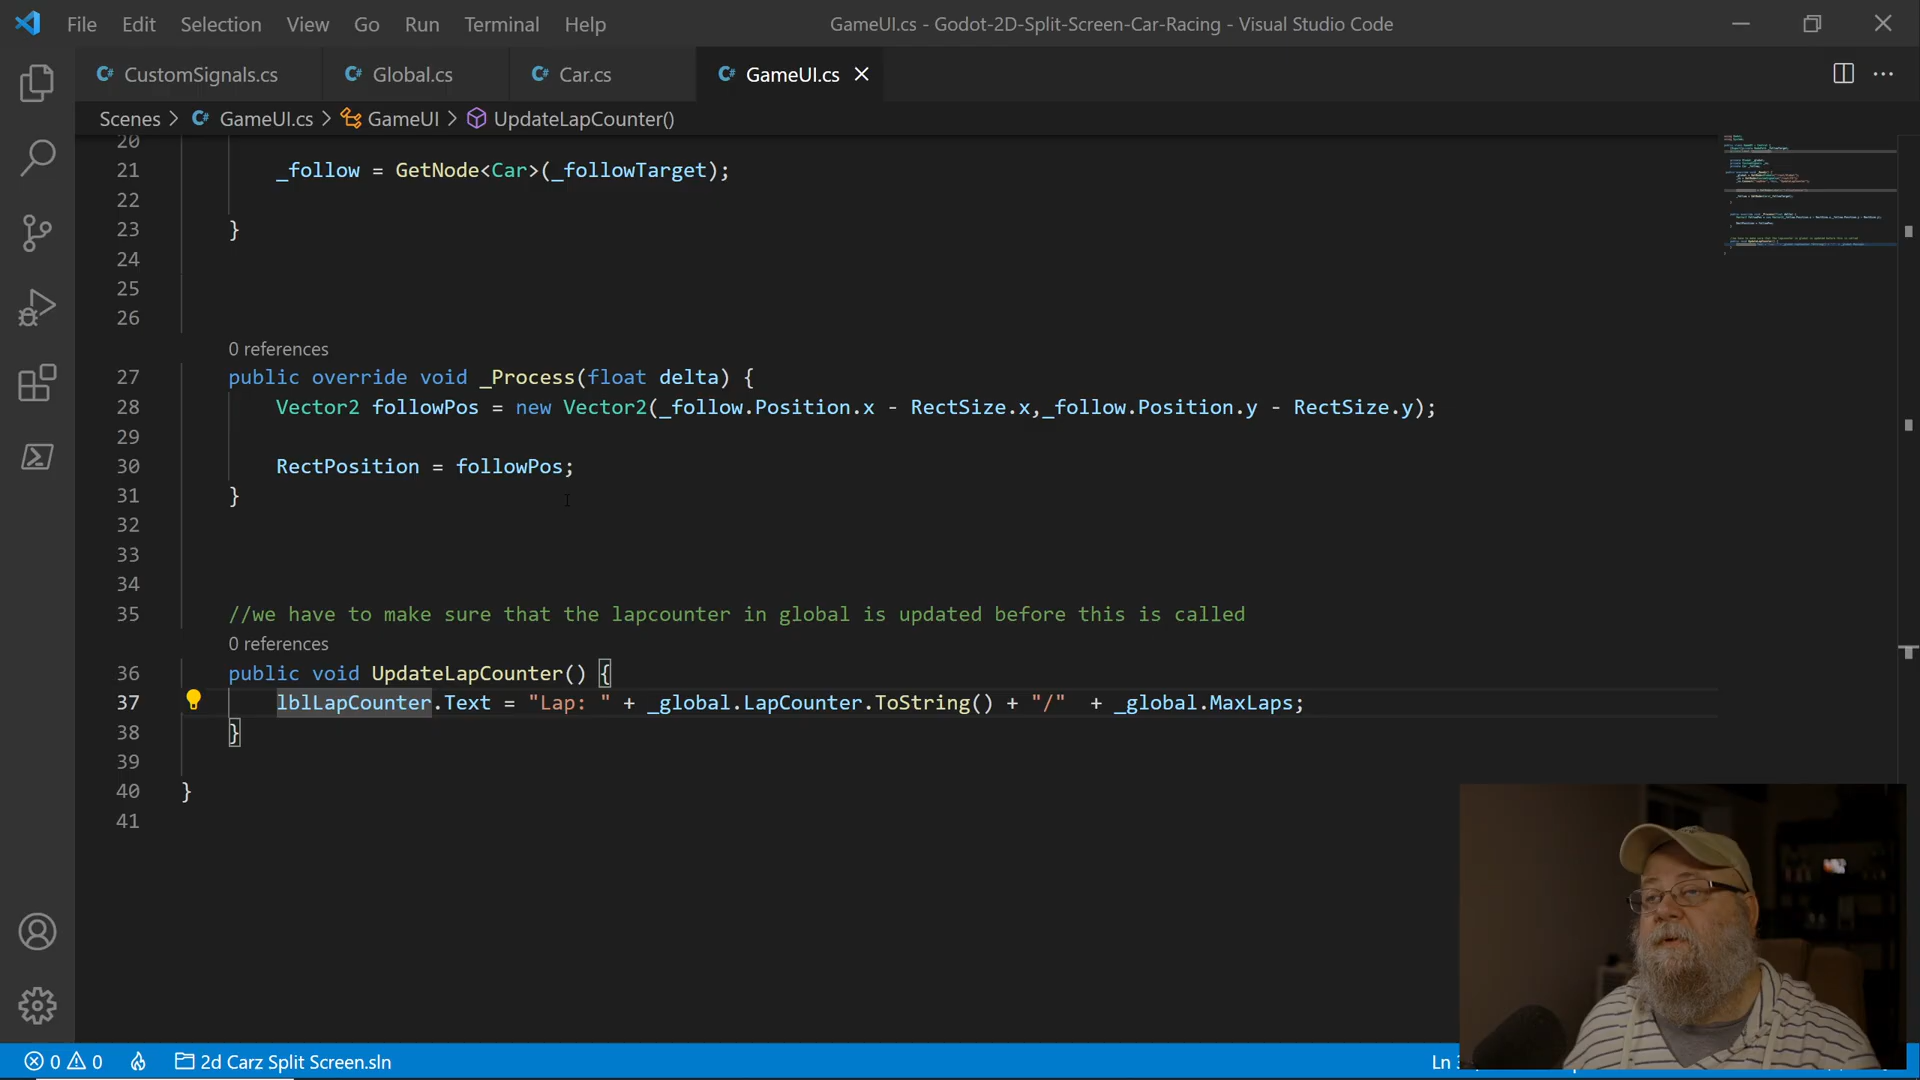 File Edit Selection View Go Run Terminal Help GameUI.cs - Godot-2D-Split-Screen-Car-Racing - Visual Studio Code
CustomSignals.cs Global.cs Car.cs GameUI.cs
Scenes > GameUI.cs > GameUI > UpdateLapCounter()
20
21 _follow = GetNode<Car>(_followTarget);
22
23 }
24
25
26
0 references
27 public override void _Process(float delta) {
28 Vector2 followPos = new Vector2(_follow.Position.x - RectSize.x,_follow.Position.y - RectSize.y);
29
30 RectPosition = followPos;
31 }
32
33
34
35 //we have to make sure that the lapcounter in global is updated before this is called
0 references
36 public void UpdateLapCounter() {
37 lblLapCounter.Text = "Lap: " + _global.LapCounter.ToString() + "/"  + _global.MaxLaps;
38 }
39
40 }
41
0 0 2d Carz Split Screen.sln Ln